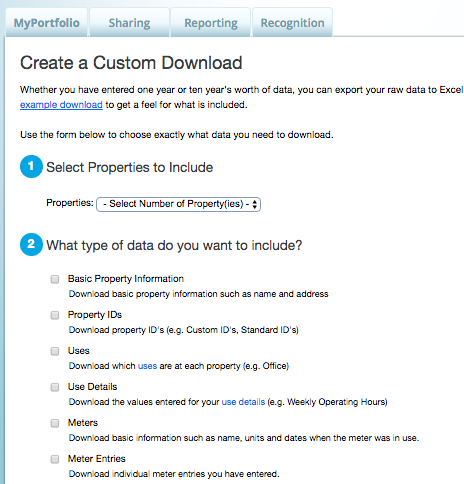 MyPortfolio Sharing Reporting Recognition
Create a Custom Download
Whether you have entered one year or ten year's worth of data, you can export your raw data to Excel
example download to get a feel for what is included.
Use the form below to choose exactly what data you need to download.
1 Select Properties to Include
Properties: - Select Number of Property(ies) -
2 What type of data do you want to include?
Basic Property Information
Download basic property information such as name and address
Property IDs
Download property ID's (e.g. Custom ID's, Standard ID's)
Uses
Download which uses are at each property (e.g. Office)
Use Details
Download the values entered for your use details (e.g. Weekly Operating Hours)
Meters
Download basic information such as name, units and dates when the meter was in use.
Meter Entries
Download individual meter entries you have entered.